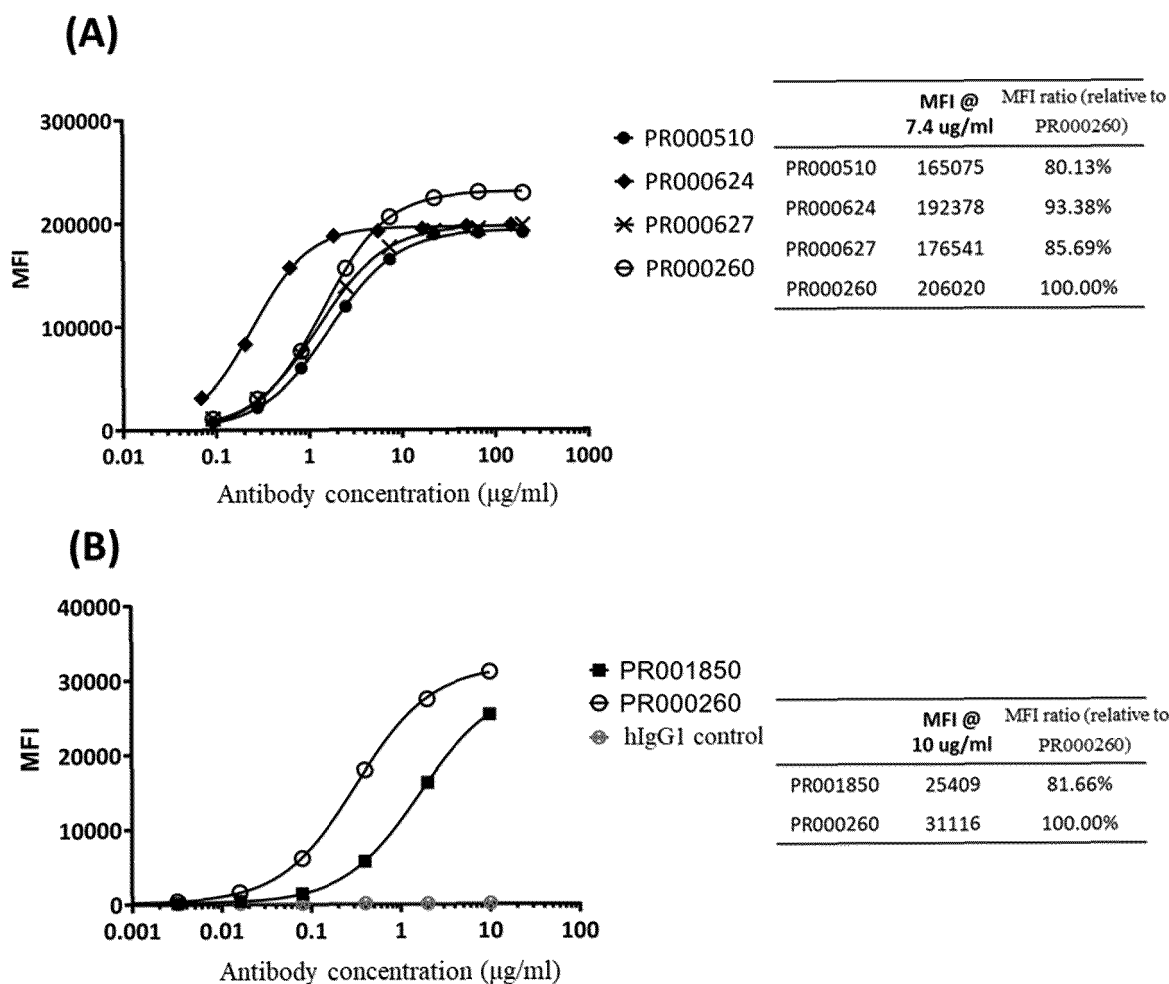 (A)
MFI
300000
200000
100000
0
0.01 0.1 1 10 100 1000
Antibody concentration (μg/ml)
PR000510
PR000624
PR000627
PR000260
MFI @ MFI ratio (relative to
7.4 ug/ml PR000260)
PR000510 165075 80.13%
PR000624 192378 93.38%
PR000627 176541 85.69%
PR000260 206020 100.00%
(B)
MFI
40000
30000
20000
10000
0
0.001 0.01 0.1 1 10 100
Antibody concentration (μg/ml)
PR001850
PR000260
hIgG1 control
MFI @ MFI ratio (relative to
10 ug/ml PR000260)
PR001850 25409 81.66%
PR000260 31116 100.00%